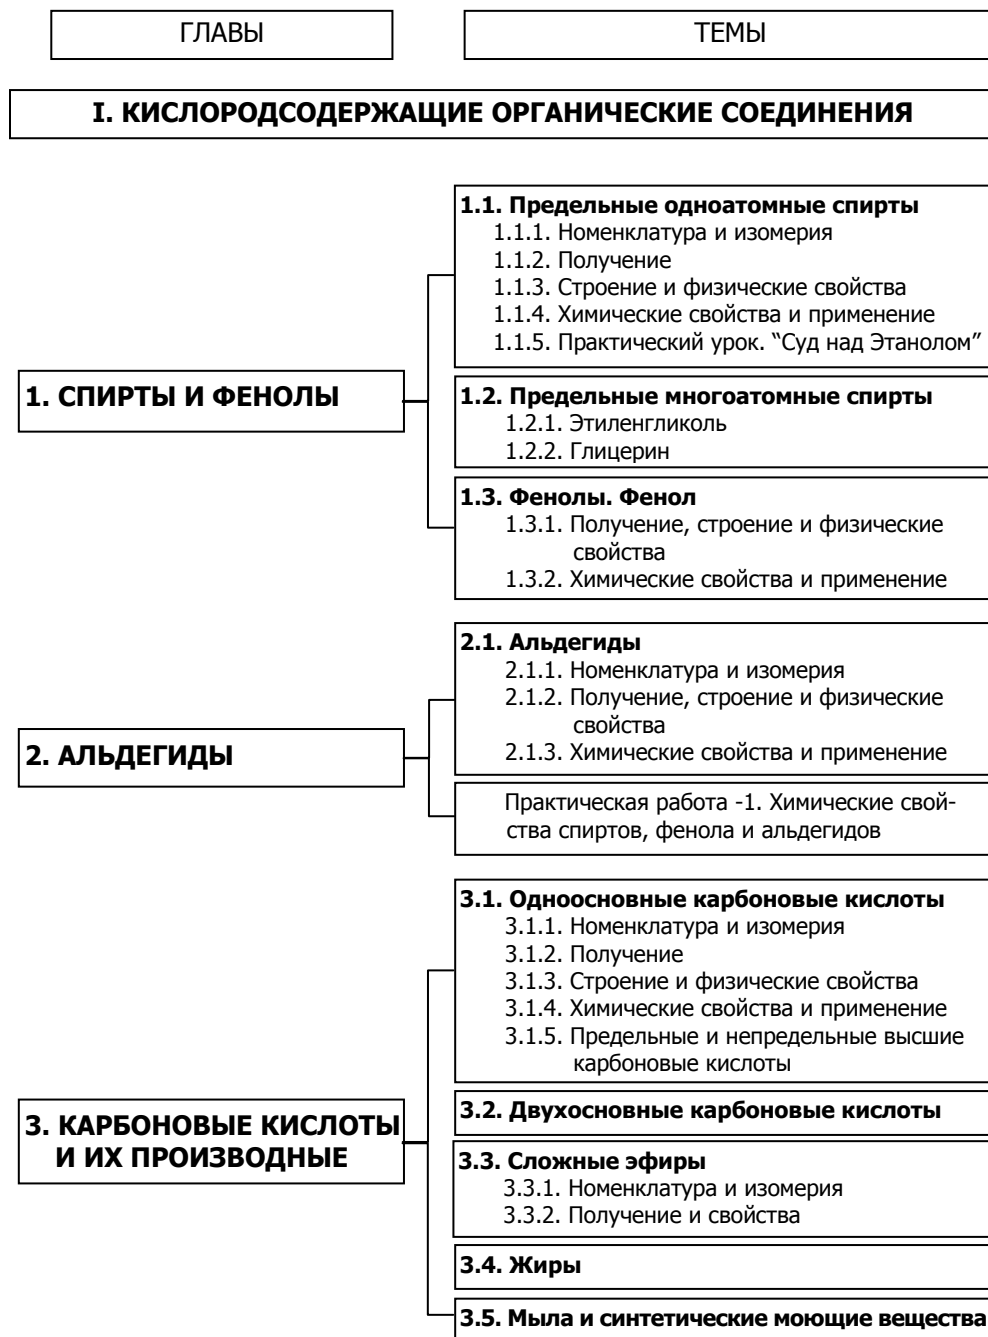 ГЛАВЫ
ТЕМЫ
I. КИСЛОРОДСОДЕРЖАЩИЕ ОРГАНИЧЕСКИЕ СОЕДИНЕНИЯ
1. СПИРТЫ И ФЕНОЛЫ
1.1. Предельные одноатомные спирты
1.1.1. Номенклатура и изомерия
1.1.2. Получение
1.1.3. Строение и физические свойства
1.1.4. Химические свойства и применение
1.1.5. Практический урок. “Суд над Этанолом”
1.2. Предельные многоатомные спирты
1.2.1. Этиленгликоль
1.2.2. Глицерин
1.3. Фенолы. Фенол
1.3.1. Получение, строение и физические
свойства
1.3.2. Химические свойства и применение
2. АЛЬДЕГИДЫ
2.1. Альдегиды
2.1.1. Номенклатура и изомерия
2.1.2. Получение, строение и физические
свойства
2.1.3. Химические свойства и применение
Практическая работа -1. Химические свой-
ства спиртов, фенола и альдегидов
3. КАРБОНОВЫЕ КИСЛОТЫ
И ИХ ПРОИЗВОДНЫЕ
3.1. Одноосновные карбоновые кислоты
3.1.1. Номенклатура и изомерия
3.1.2. Получение
3.1.3. Строение и физические свойства
3.1.4. Химические свойства и применение
3.1.5. Предельные и непредельные высшие
карбоновые кислоты
3.2. Двухосновные карбоновые кислоты
3.3. Сложные эфиры
3.3.1. Номенклатура и изомерия
3.3.2. Получение и свойства
3.4. Жиры
3.5. Мыла и синтетические моющие вещества